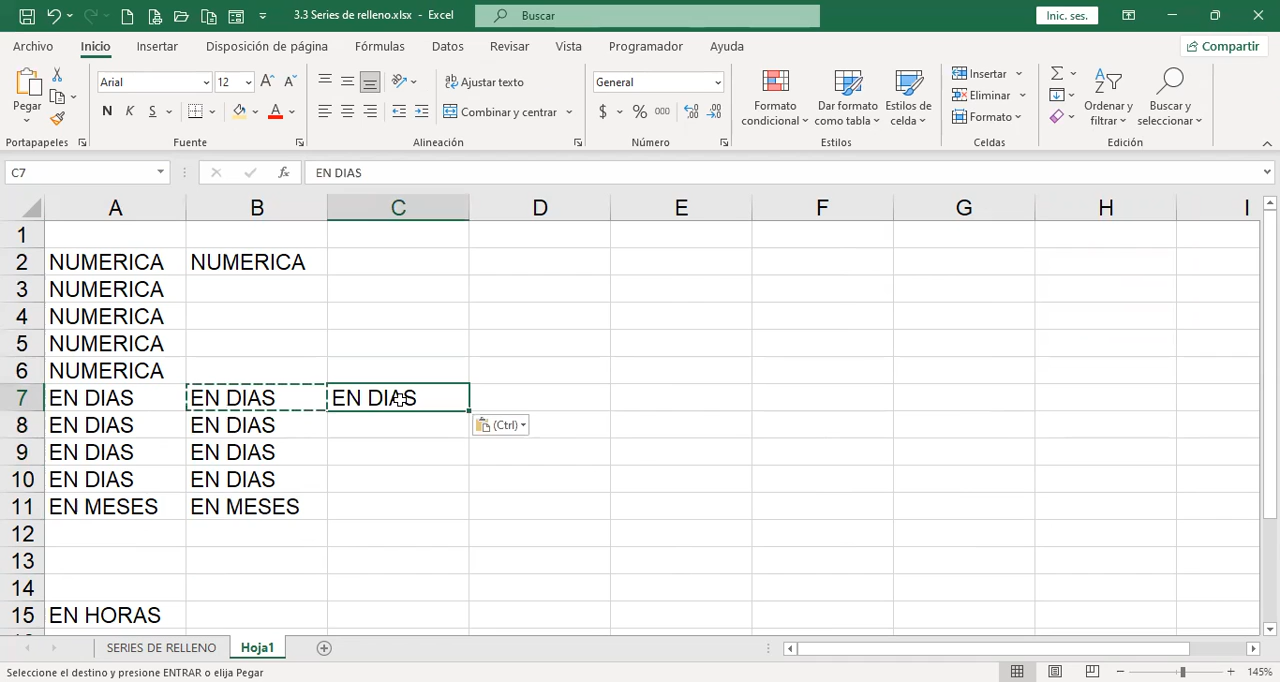 3.3 Series de relleno.xlsx - Excel
Buscar
Inic. ses.
Archivo Inicio Insertar Disposición de página Fórmulas Datos Revisar Vista Programador Ayuda Compartir
Pegar
Portapapeles
Arial 12
N K S
Fuente
Ajustar texto
Combinar y centrar
Alineación
General
$ % 000
Número
Formato condicional
Dar formato como tabla
Estilos de celda
Estilos
Insertar
Eliminar
Formato
Celdas
Ordenar y filtrar
Buscar y seleccionar
Edición
C7 fx EN DIAS
A B C D E F G H I
1
2 NUMERICA NUMERICA
3 NUMERICA
4 NUMERICA
5 NUMERICA
6 NUMERICA
7 EN DIAS EN DIAS EN DIAS
8 EN DIAS EN DIAS
(Ctrl)
9 EN DIAS EN DIAS
10 EN DIAS EN DIAS
11 EN MESES EN MESES
12
13
14
15 EN HORAS
SERIES DE RELLENO Hoja1
Seleccione el destino y presione ENTRAR o elija Pegar
145%